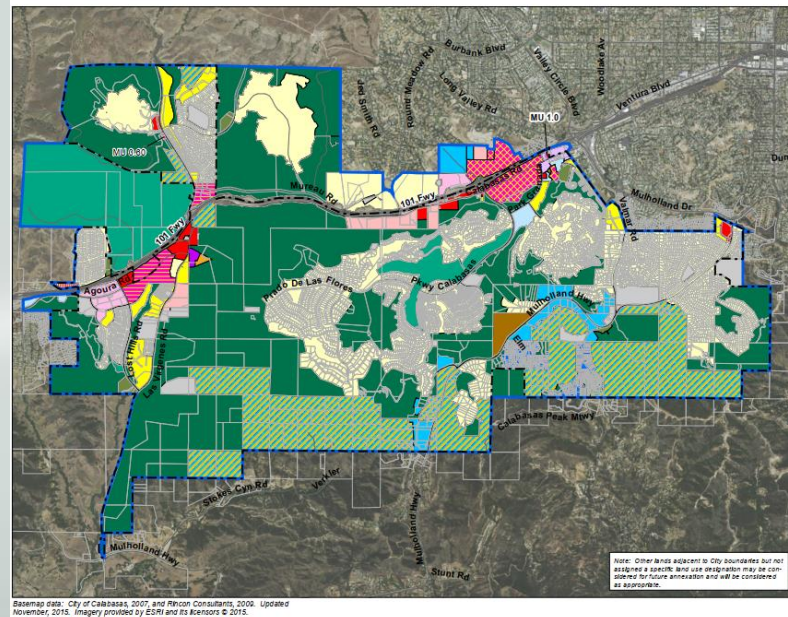 Burbank Blvd
Round Meadow Rd
Long Valley Rd
Valley Circle Blvd
Woodlake Av
Jed Smith Rd
Ventura Blvd
MU 1.0
MU 0.60
Mureau Rd
101 Fwy
Calabasas Rd
Mulholland Dr
Valmar Rd
101 Fwy
Agoura Rd
Prado De Las Flores
Pkwy Calabasas
Mulholland Hwy
Elm
Lost Hills Rd
Las Virgenes Rd
Calabasas Peak Mtwy
Stokes Cyn Rd
Mulholland Hwy
Mulholland Hwy
Stunt Rd
Note: Other lands adjacent to City boundaries but not
assigned a specific land use designation may be con-
sidered for future annexation and will be considered
as appropriate.
Basemap data: City of Calabasas, 2007, and Rincon Consultants, 2009. Updated
November, 2015. Imagery provided by ESRI and its licensors © 2015.